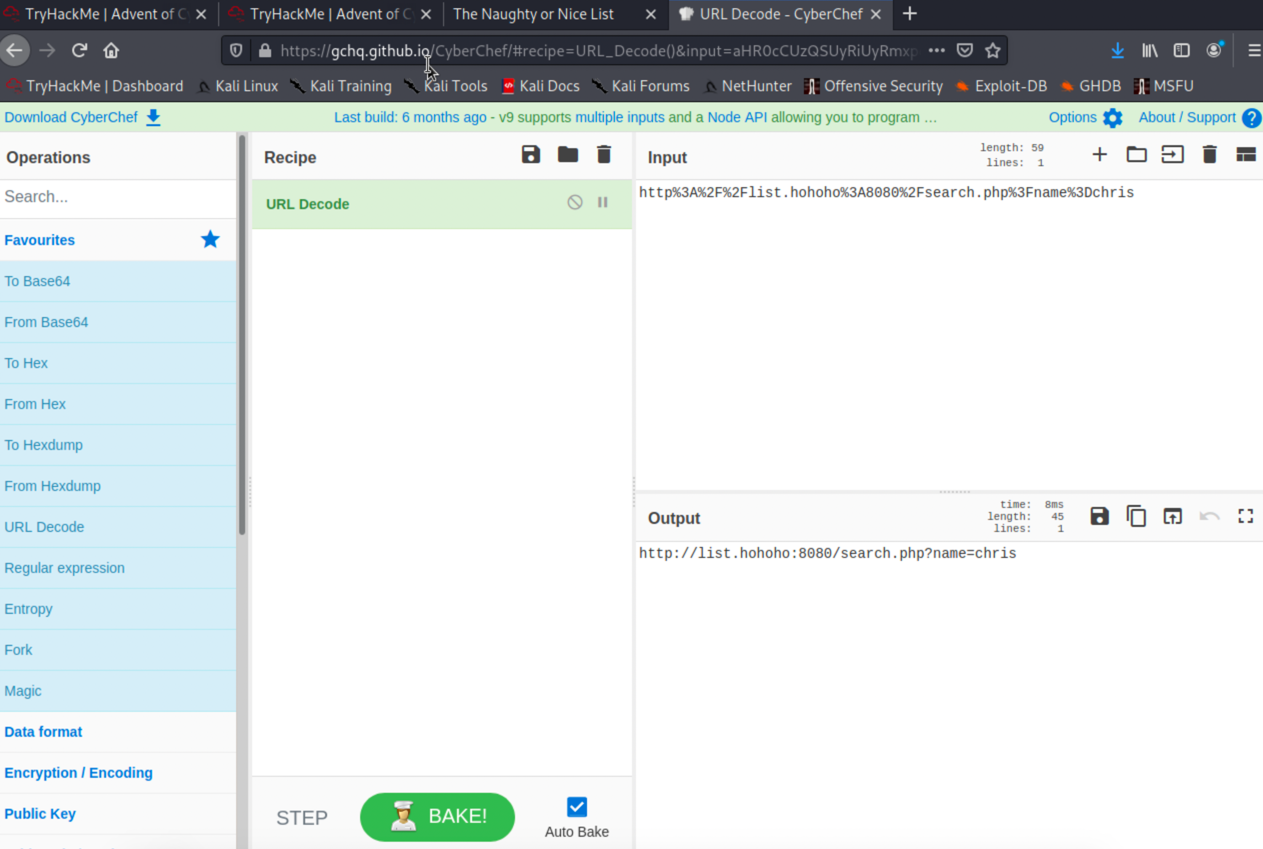 TryHackMe | Advent of C
TryHackMe | Advent of C
The Naughty or Nice List
URL Decode - CyberChef
https://gchq.github.io/CyberChef/#recipe=URL_Decode()&input=aHR0cCUzQSUyRiUyRmxp
TryHackMe | Dashboard
Kali Linux
Kali Training
Kali Tools
Kali Docs
Kali Forums
NetHunter
Offensive Security
Exploit-DB
GHDB
MSFU
Download CyberChef
Last build: 6 months ago - v9 supports multiple inputs and a Node API allowing you to program ...
Options
About / Support
Operations
Search...
Favourites
To Base64
From Base64
To Hex
From Hex
To Hexdump
From Hexdump
URL Decode
Regular expression
Entropy
Fork
Magic
Data format
Encryption / Encoding
Public Key
Recipe
URL Decode
STEP
BAKE!
Auto Bake
Input
length: 59
lines: 1
http%3A%2F%2Flist.hohoho%3A8080%2Fsearch.php%3Fname%3Dchris
Output
time: 8ms
length: 45
lines: 1
http://list.hohoho:8080/search.php?name=chris